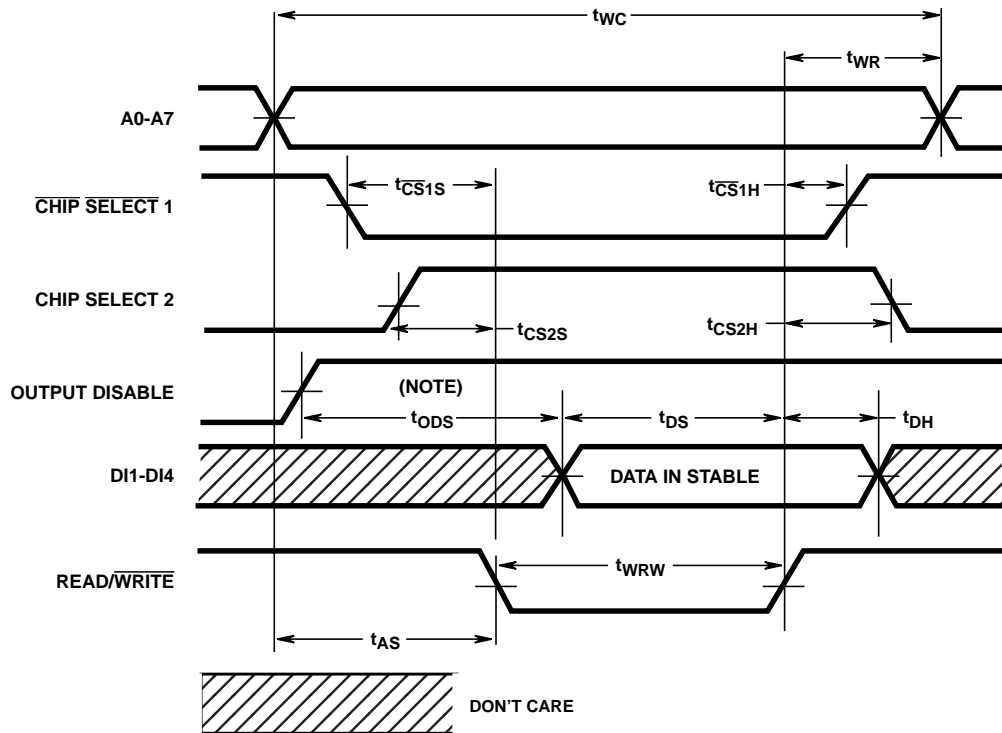 tWC
tWR
A0-A7
tCS1S
tCS1H
CHIP SELECT 1
CHIP SELECT 2
tCS2S
tCS2H
OUTPUT DISABLE
(NOTE)
tODS
tDS
tDH
DI1-DI4
DATA IN STABLE
READ/WRITE
tWRW
tAS
DON'T CARE